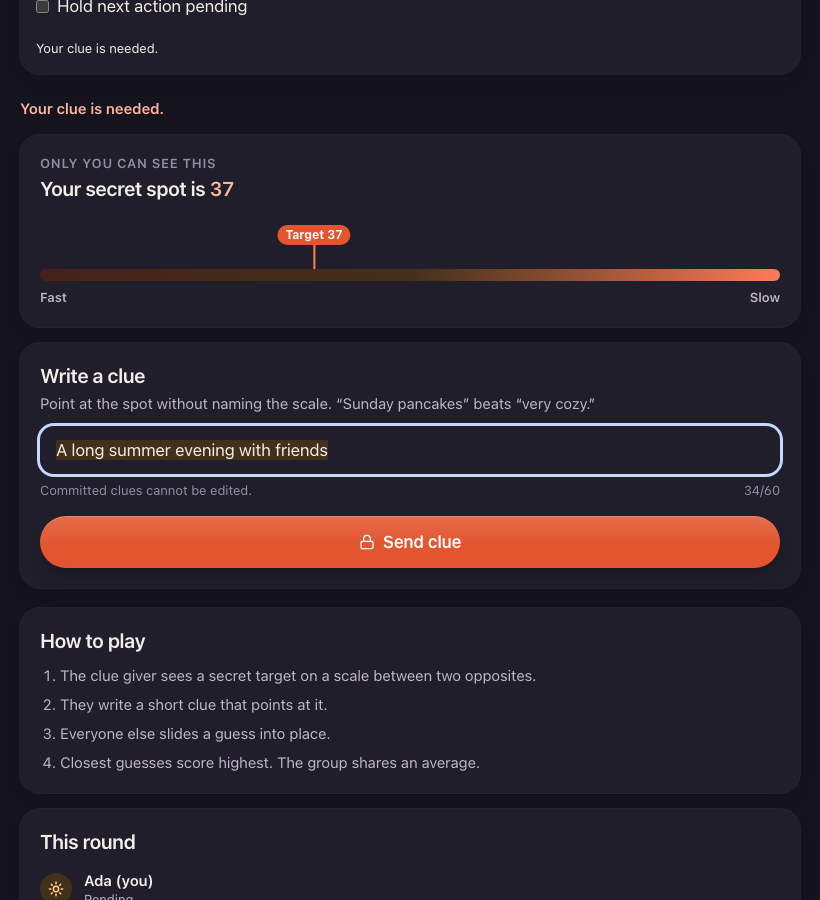 Hold next action pending
Your clue is needed.
Your clue is needed.
ONLY YOU CAN SEE THIS
Your secret spot is 37
Target 37
Fast
Slow
Write a clue
Point at the spot without naming the scale. “Sunday pancakes” beats “very cozy.”
A long summer evening with friends
Committed clues cannot be edited.
34/60
Send clue
How to play
1. The clue giver sees a secret target on a scale between two opposites.
2. They write a short clue that points at it.
3. Everyone else slides a guess into place.
4. Closest guesses score highest. The group shares an average.
This round
Ada (you)
Pending